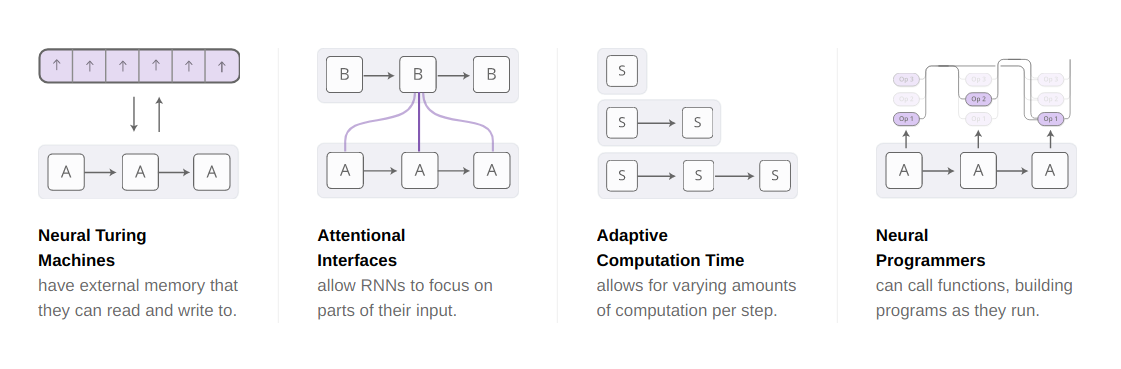 A A A
Neural Turing
Machines
have external memory that
they can read and write to.
B B B
A A A
Attentional
Interfaces
allow RNNs to focus on
parts of their input.
S
S S
S S S
Adaptive
Computation Time
allows for varying amounts
of computation per step.
Op 3 Op 3 Op 3
Op 2 Op 2 Op 2
Op 1 Op 1 Op 1
A A A
Neural
Programmers
can call functions, building
programs as they run.